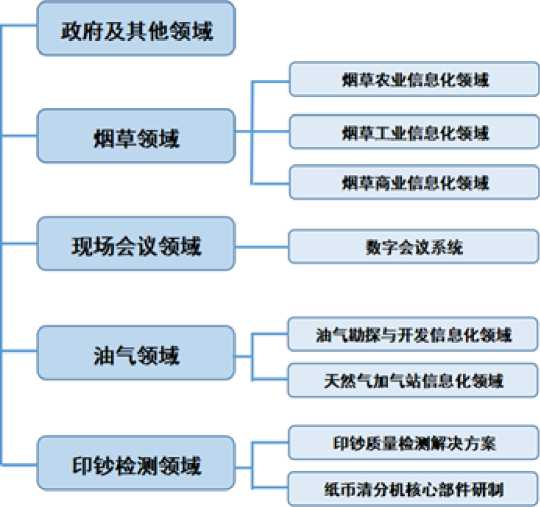 政府及其他领域
烟草领域
烟草农业信息化领域
烟草工业信息化领域
烟草商业信息化领域
现场会议领域
数字会议系统
油气领域
油气勘探与开发信息化领域
天然气加气站信息化领域
印钞检测领域
印钞质量检测解决方案
纸币清分机核心部件研制